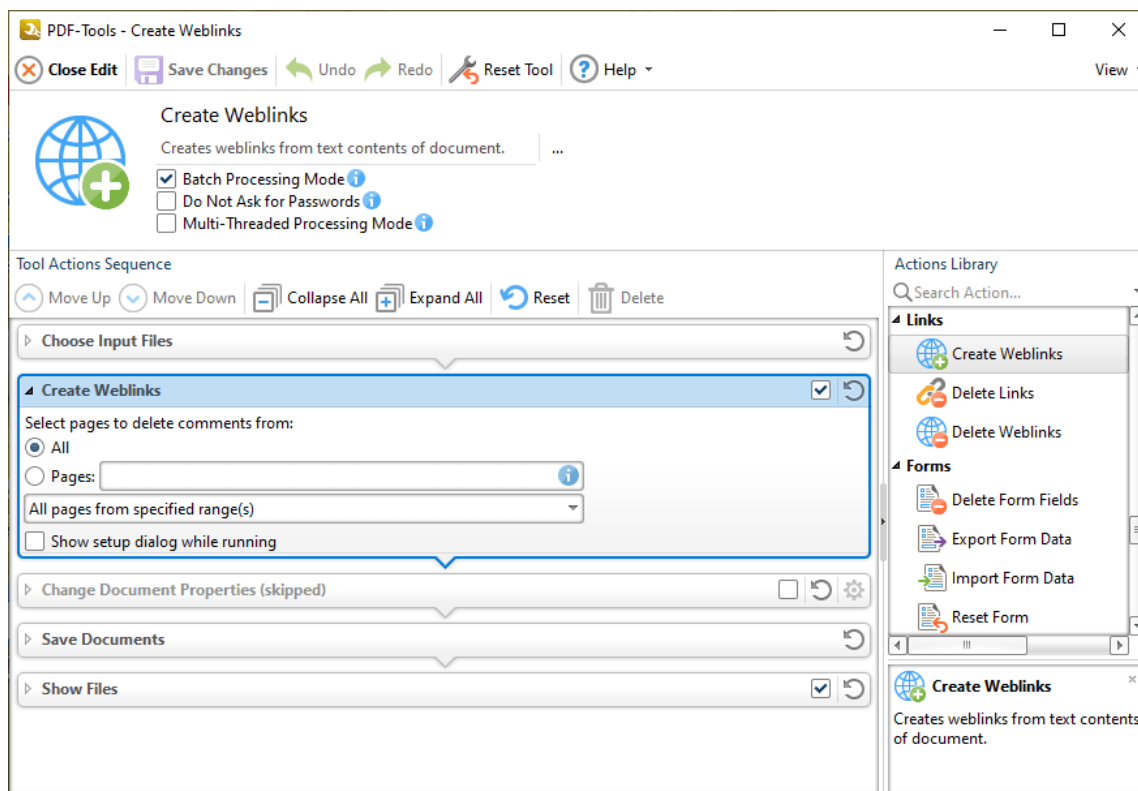 PDF-Tools - Create Weblinks
Close Edit Save Changes Undo Redo Reset Tool ? Help View
Create Weblinks
Creates weblinks from text contents of document. ...
Batch Processing Mode i
Do Not Ask for Passwords i
Multi-Threaded Processing Mode i
Tool Actions Sequence
Move Up Move Down Collapse All Expand All Reset Delete
Choose Input Files
Create Weblinks
Select pages to delete comments from:
All
Pages: i
All pages from specified range(s)
Show setup dialog while running
Change Document Properties (skipped)
Save Documents
Show Files
Actions Library
Search Action...
Links
Create Weblinks
Delete Links
Delete Weblinks
Forms
Delete Form Fields
Export Form Data
Import Form Data
Reset Form
Create Weblinks
Creates weblinks from text contents
of document.